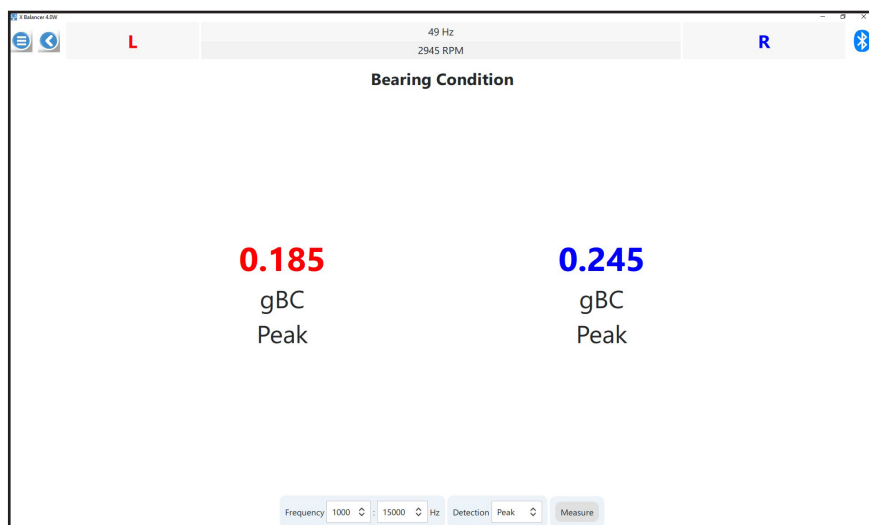 X Balancer 4.0W
L
49 Hz
2945 RPM
R
Bearing Condition
0.185
gBC
Peak
0.245
gBC
Peak
Frequency 1000 : 15000 Hz Detection Peak Measure